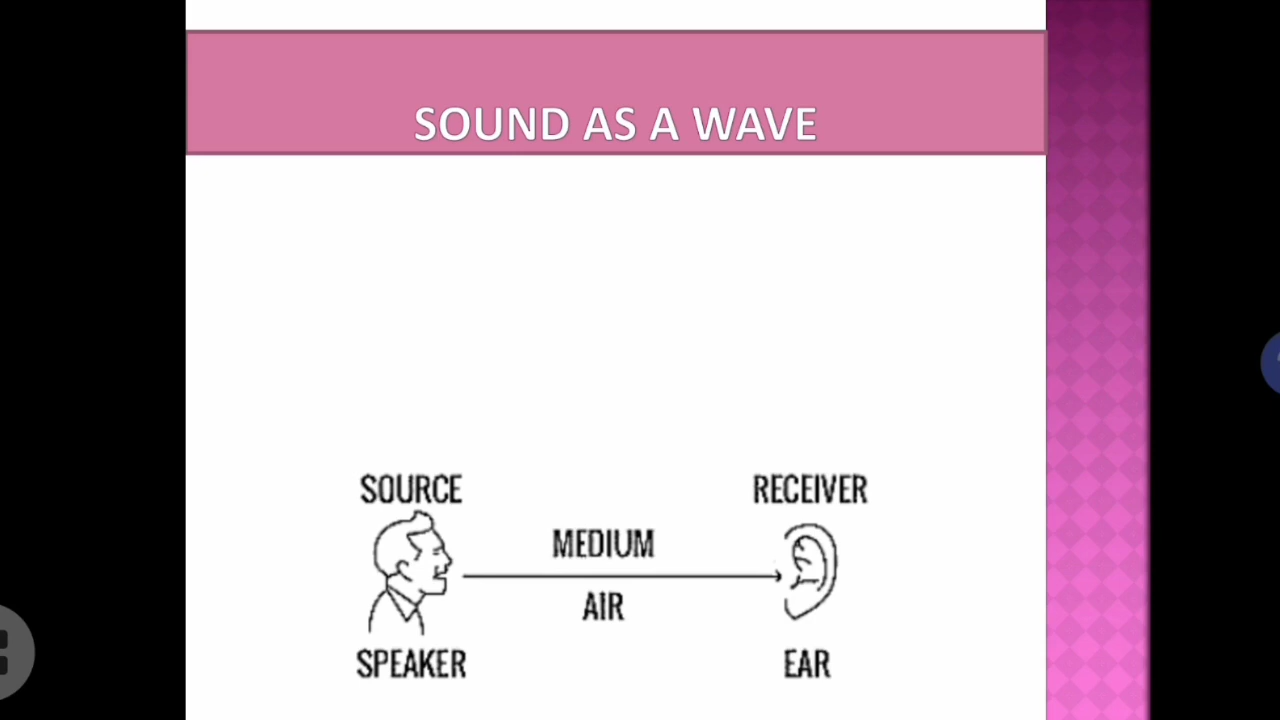 SOUND AS A WAVE
SOURCE
RECEIVER
MEDIUM
AIR
SPEAKER
EAR